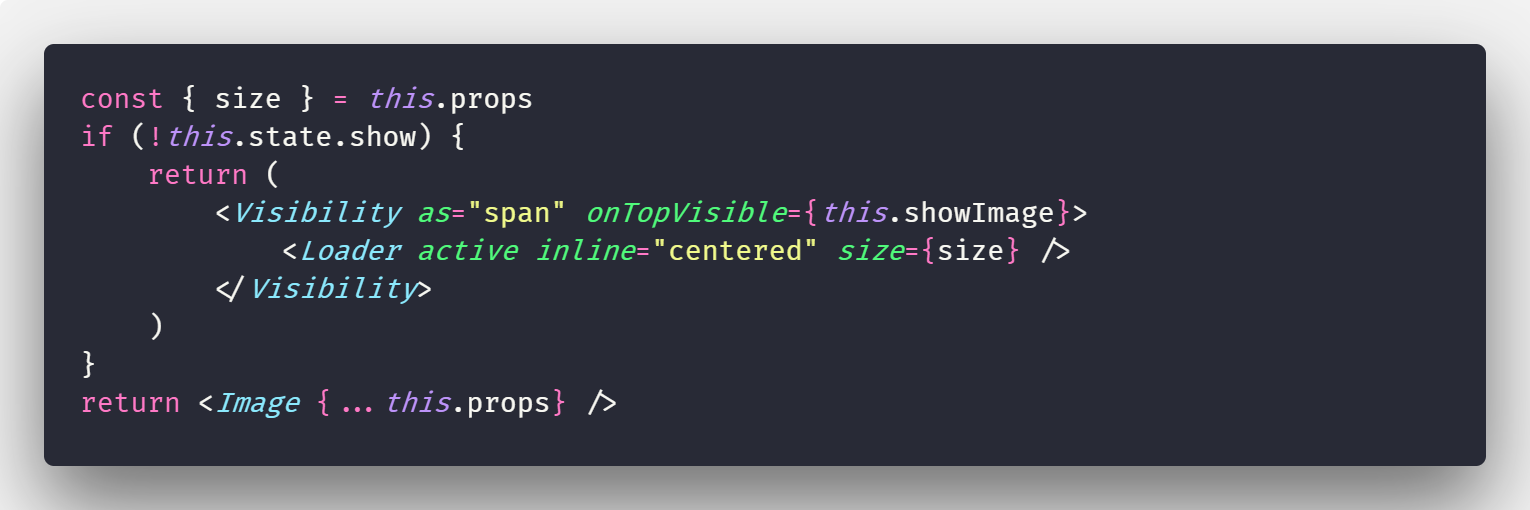 const { size } = this.props
if (!this.state.show) {
    return (
        <Visibility as="span" onTopVisible={this.showImage}>
            <Loader active inline="centered" size={size} />
        </Visibility>
    )
}
return <Image {...this.props} />